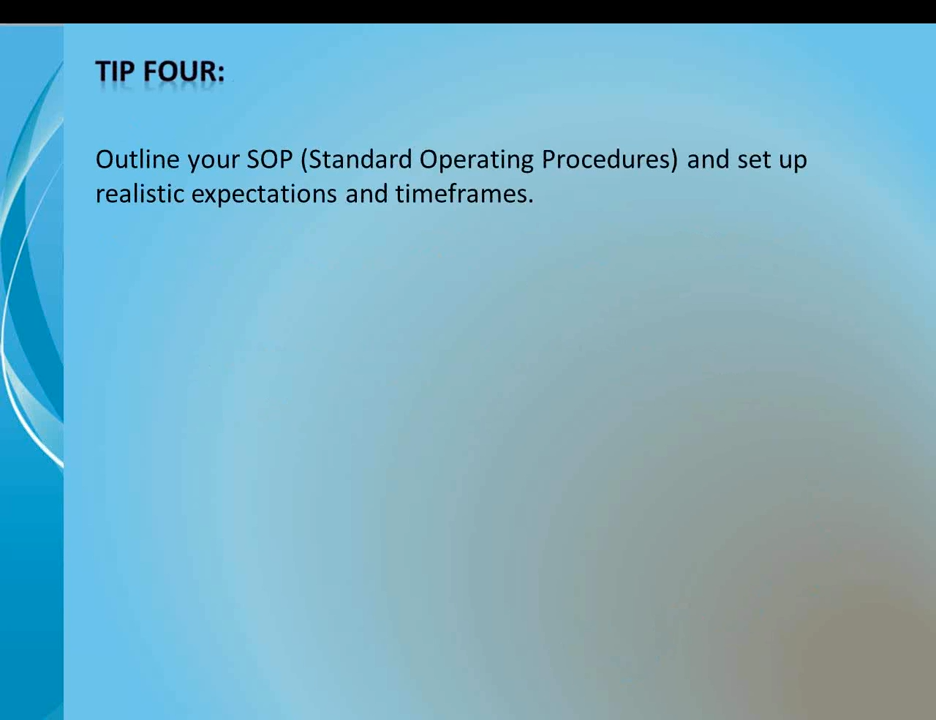 TIP FOUR:
Outline your SOP (Standard Operating Procedures) and set up
realistic expectations and timeframes.